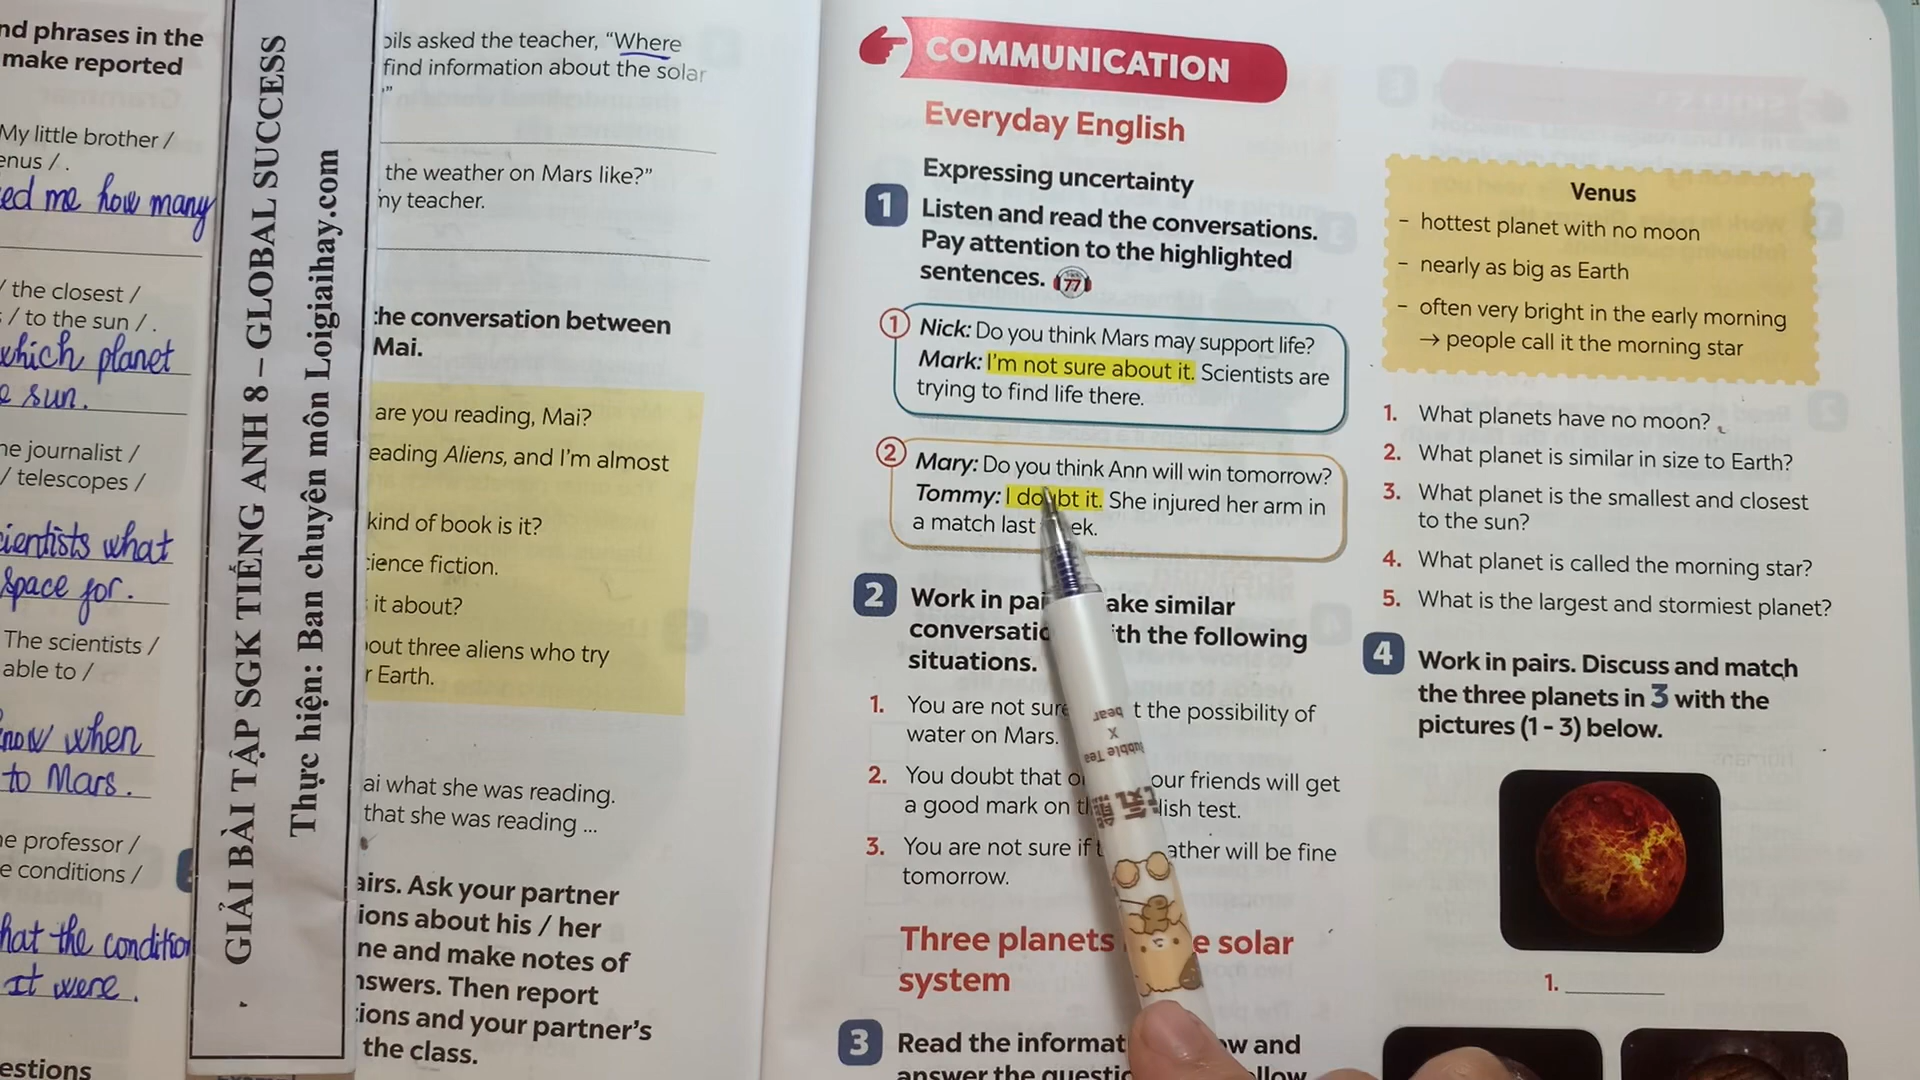 nd phrases in the
make reported
My little brother /
enus / .
ed me how many
/ the closest /
/ to the sun / .
which planet
e sun.
he journalist /
/ telescopes /
cientists what
space for.
The scientists /
able to /
now when
to Mars.
he professor /
e conditions /
hat the condition
It were.
estions
GIẢI BÀI TẬP SGK TIẾNG ANH 8 – GLOBAL SUCCESS
Thực hiện: Ban chuyên môn Loigiaihay.com
oils asked the teacher, “Where
find information about the solar
”
the weather on Mars like?”
my teacher.
the conversation between
Mai.
are you reading, Mai?
eading Aliens, and I’m almost
kind of book is it?
cience fiction.
it about?
out three aliens who try
r Earth.
ai what she was reading.
that she was reading ...
airs. Ask your partner
ions about his / her
ne and make notes of
nswers. Then report
ions and your partner’s
the class.
COMMUNICATION
Everyday English
Expressing uncertainty
1 Listen and read the conversations.
Pay attention to the highlighted
sentences. 77
1 Nick: Do you think Mars may support life?
Mark: I’m not sure about it. Scientists are
trying to find life there.
2 Mary: Do you think Ann will win tomorrow?
Tommy: I doubt it. She injured her arm in
a match last ek.
2 Work in pai ake similar
conversatio th the following
situations.
1. You are not sure t the possibility of
water on Mars.
2. You doubt that o our friends will get
a good mark on th lish test.
3. You are not sure if t ather will be fine
tomorrow.
Three planets e solar
system
3 Read the informat w and
answer the questi llow
bear
X
Bubble Tea
Venus
– hottest planet with no moon
– nearly as big as Earth
– often very bright in the early morning
→ people call it the morning star
1. What planets have no moon?
2. What planet is similar in size to Earth?
3. What planet is the smallest and closest
to the sun?
4. What planet is called the morning star?
5. What is the largest and stormiest planet?
4 Work in pairs. Discuss and match
the three planets in 3 with the
pictures (1 - 3) below.
1. ________